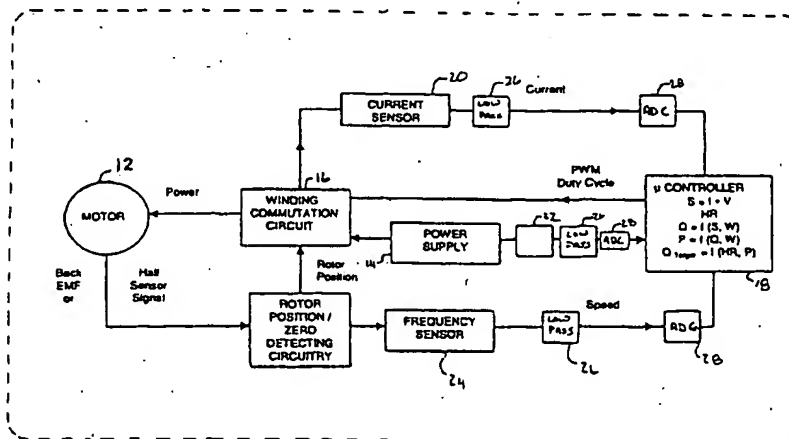 20
26
Current
28
CURRENT
SENSOR
LOW
PASS
ADC
12
16
PWM
Duty Cycle
Power
MOTOR
WINDING
COMMUTATION
CIRCUIT
μ CONTROLLER
S = I * V
HR
Q = f (S, W)
P = f (Q, W)
Q Target = f (HR, P)
22
26
28
POWER
SUPPLY
LOW
PASS
ADC
14
18
Rotor
Position
Back
EMF
or
Hall
Sensor
Signal
ROTOR
POSITION /
ZERO
DETECTING
CIRCUITRY
FREQUENCY
SENSOR
LOW
PASS
Speed
ADC
24
26
28